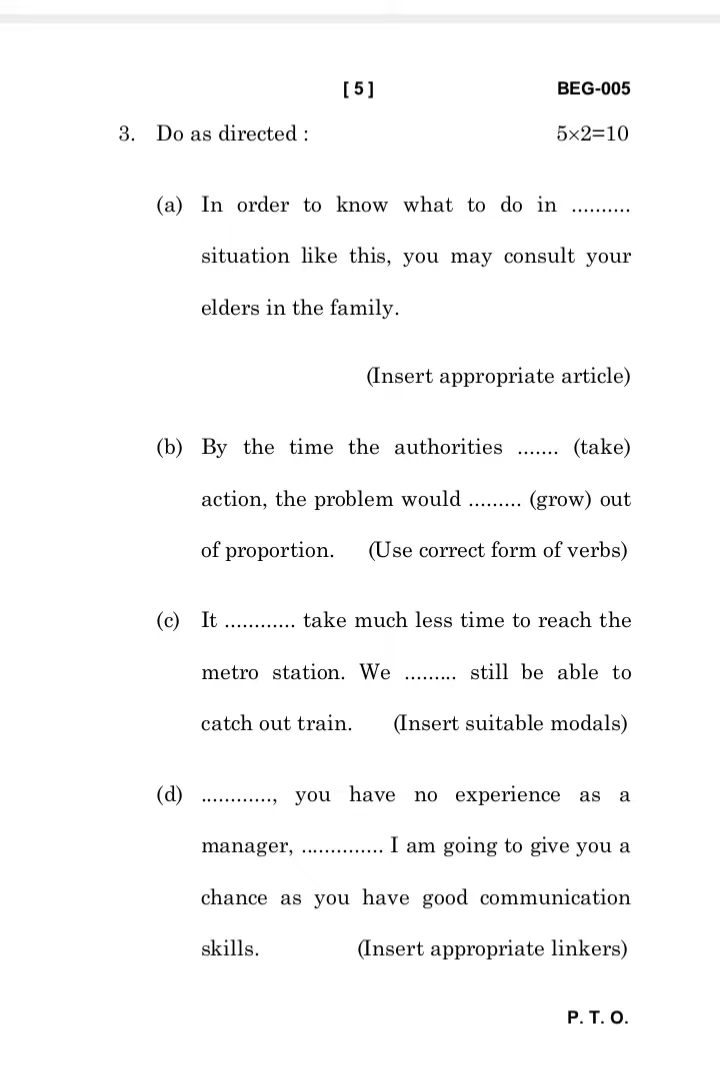 [ 5 ] BEG-005
3. Do as directed : 5×2=10
(a) In order to know what to do in ..........
situation like this, you may consult your
elders in the family.
(Insert appropriate article)
(b) By the time the authorities ....... (take)
action, the problem would ......... (grow) out
of proportion. (Use correct form of verbs)
(c) It ............ take much less time to reach the
metro station. We ......... still be able to
catch out train. (Insert suitable modals)
(d) ............, you have no experience as a
manager, .............. I am going to give you a
chance as you have good communication
skills. (Insert appropriate linkers)
P. T. O.